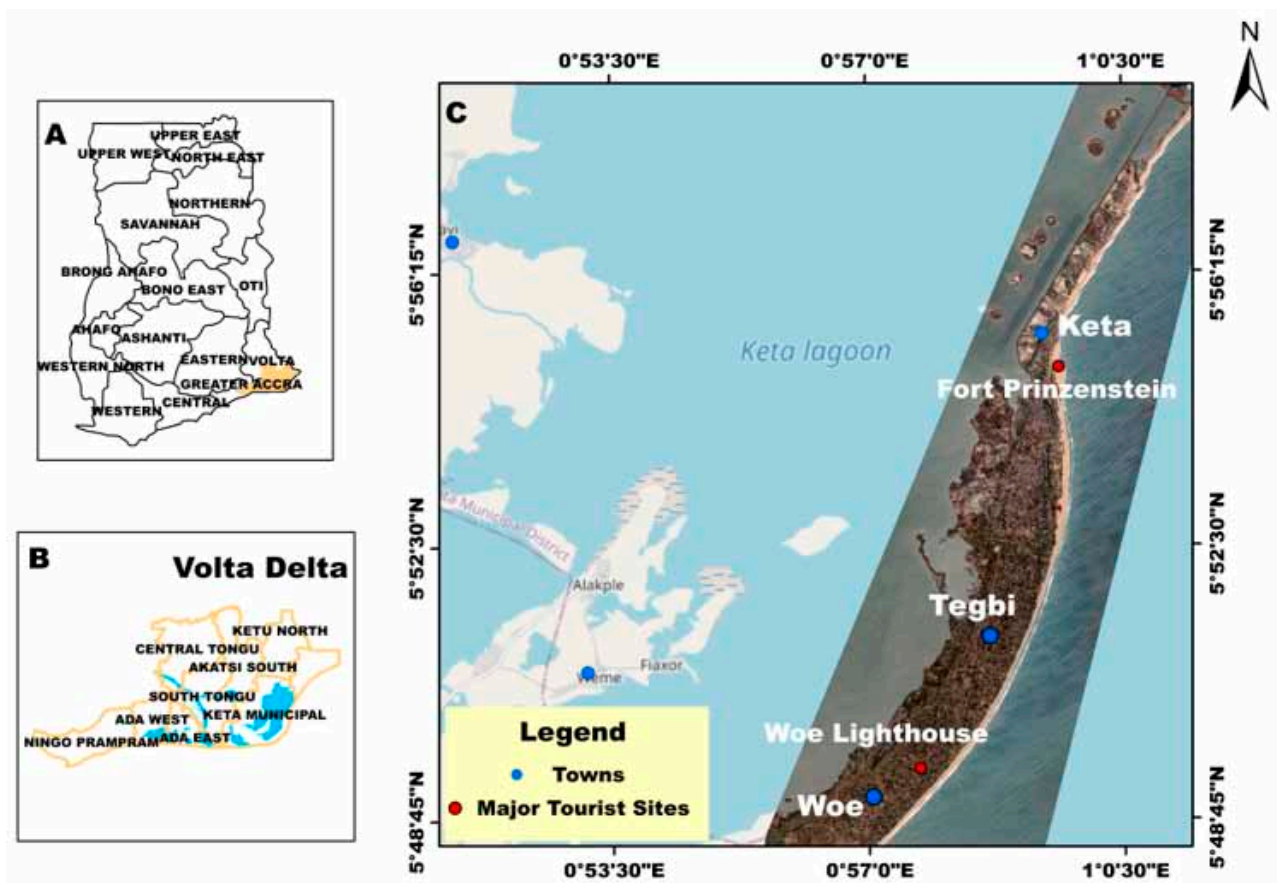 N
A
UPPER EAST
UPPER WEST
NORTH EAST
NORTHERN
SAVANNAH
BRONG AHAFO
BONO EAST
OTI
AHAFO
ASHANTI
EASTERN
VOLTA
WESTERN NORTH
GREATER ACCRA
CENTRAL
WESTERN
B
Volta Delta
KETU NORTH
CENTRAL TONGU
AKATSI SOUTH
SOUTH TONGU
ADA WEST
KETA MUNICIPAL
NINGO PRAMPRAM
ADA EAST
0°53'30"E
0°57'0"E
1°0'30"E
C
5°56'15"N
5°56'15"N
Keta lagoon
Keta
Fort Prinzenstein
5°52'30"N
5°52'30"N
Municipal District
Alakple
Tegbi
Fiaxor
Woe Lighthouse
Woe
Legend
Towns
Major Tourist Sites
5°48'45"N
5°48'45"N
0°53'30"E
0°57'0"E
1°0'30"E